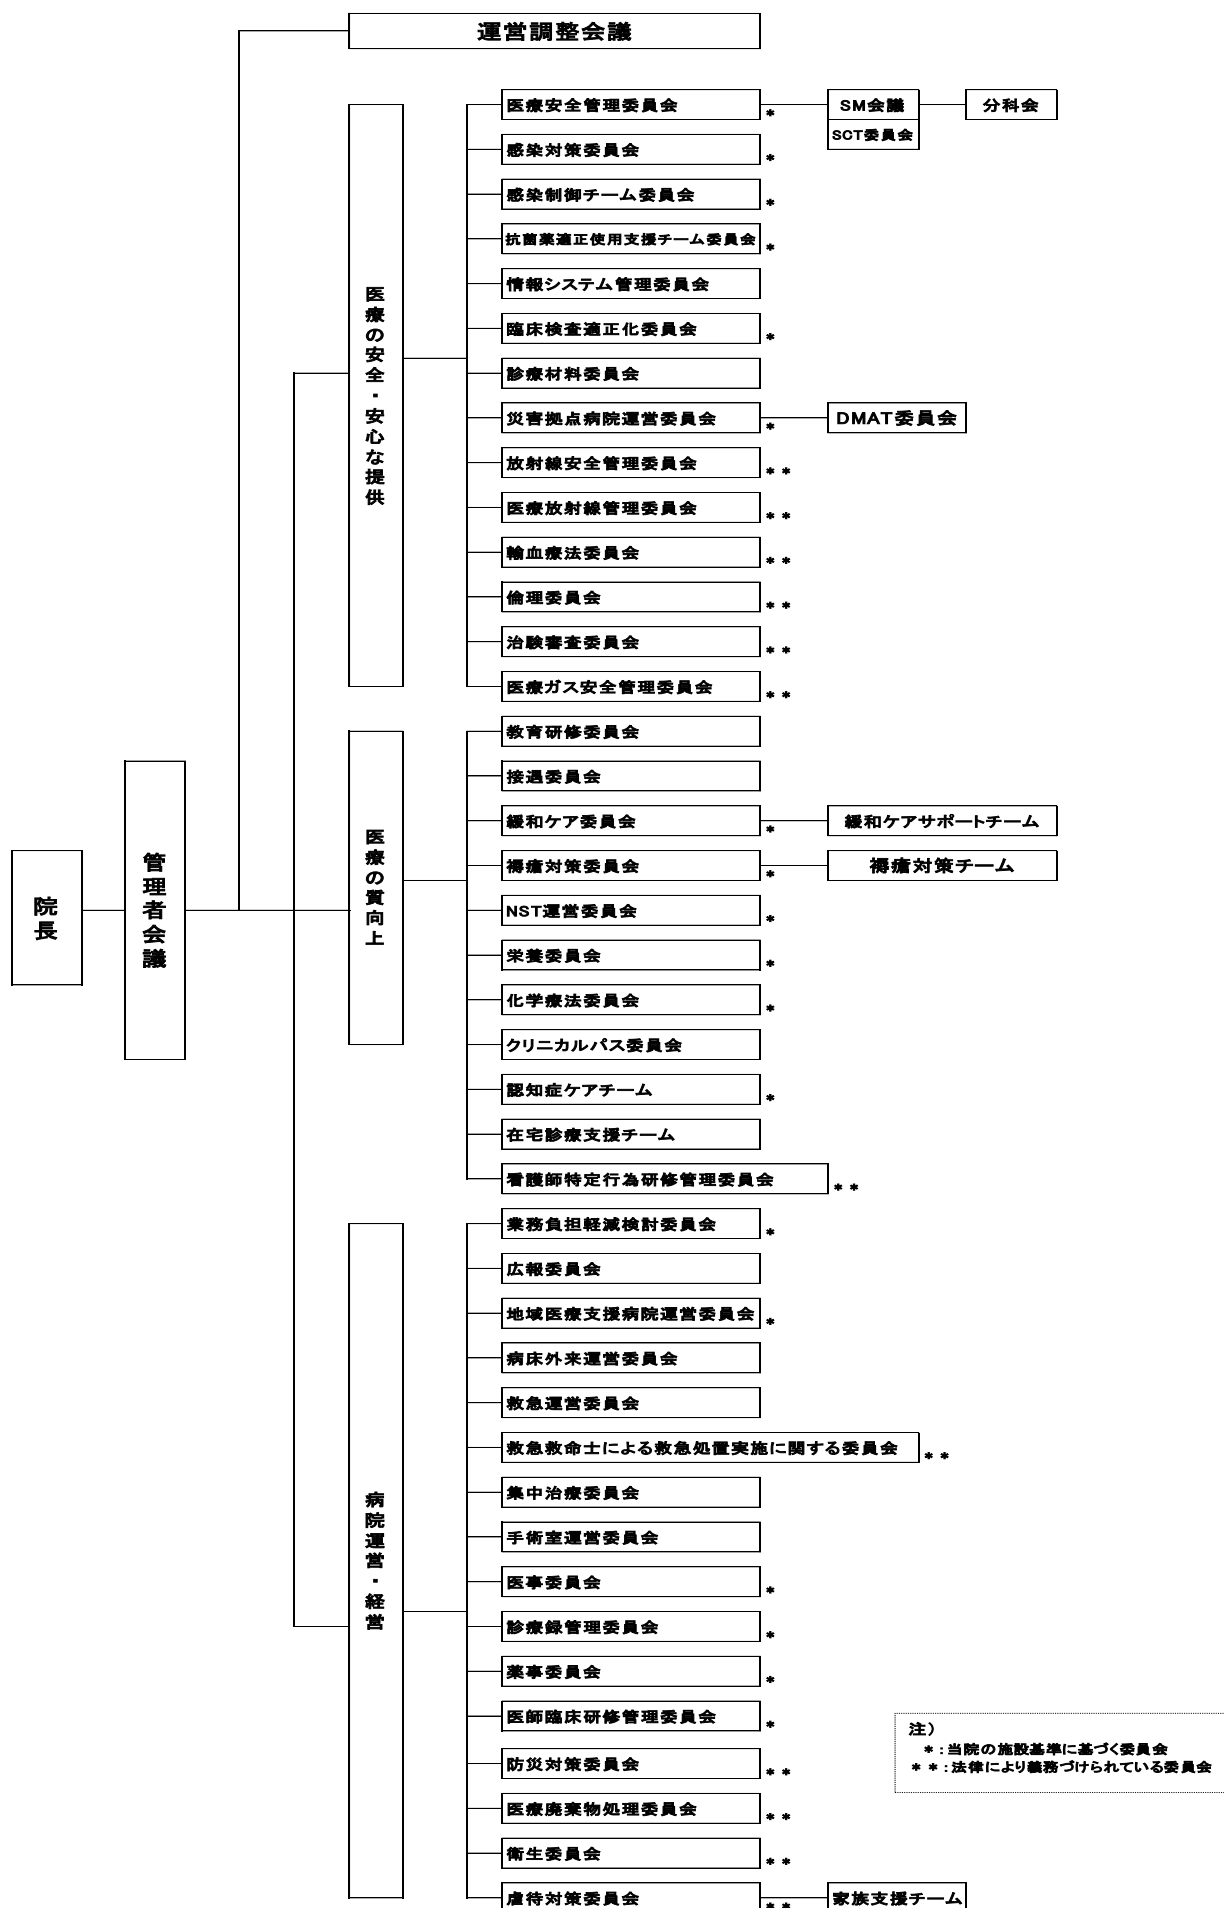 運営調整会議
医療安全管理委員会 * SM会議 分科会
SCT委員会
感染対策委員会 *
感染制御チーム委員会 *
抗菌薬適正使用支援チーム委員会 *
情報システム管理委員会
臨床検査適正化委員会 *
診療材料委員会
災害拠点病院運営委員会 * DMAT委員会
放射線安全管理委員会 * *
医療放射線管理委員会 * *
輸血療法委員会 * *
倫理委員会 * *
治験審査委員会 * *
医療ガス安全管理委員会 * *
医療の安全・安心な提供
教育研修委員会
接遇委員会
緩和ケア委員会 * 緩和ケアサポートチーム
褥瘡対策委員会 * 褥瘡対策チーム
NST運営委員会 *
栄養委員会 *
化学療法委員会 *
クリニカルパス委員会
認知症ケアチーム *
在宅診療支援チーム
看護師特定行為研修管理委員会 * *
医療の質向上
管理者会議
院長
業務負担軽減検討委員会 *
広報委員会
地域医療支援病院運営委員会 *
病床外来運営委員会
救急運営委員会
救急救命士による救急処置実施に関する委員会 * *
集中治療委員会
手術室運営委員会
医事委員会 *
診療録管理委員会 *
薬事委員会 *
医師臨床研修管理委員会 *
防災対策委員会 * *
医療廃棄物処理委員会 * *
衛生委員会 * *
虐待対策委員会 * * 家族支援チーム
病院運営・経営
注）
*：当院の施設基準に基づく委員会
* *：法律により義務づけられている委員会